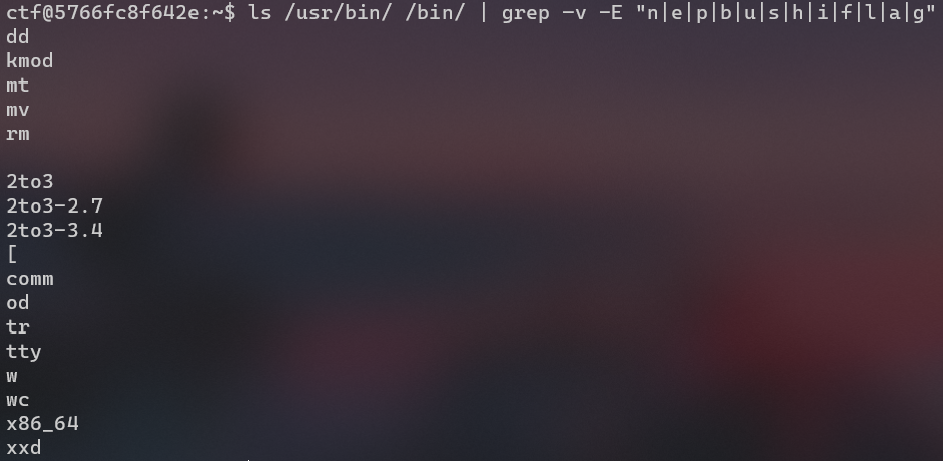 ctf@5766fc8f642e:~$ ls /usr/bin/ /bin/ | grep -v -E "n|e|p|b|u|s|h|i|f|l|a|g"
dd
kmod
mt
mv
rm
2to3
2to3-2.7
2to3-3.4
[
comm
od
tr
tty
w
wc
x86_64
xxd